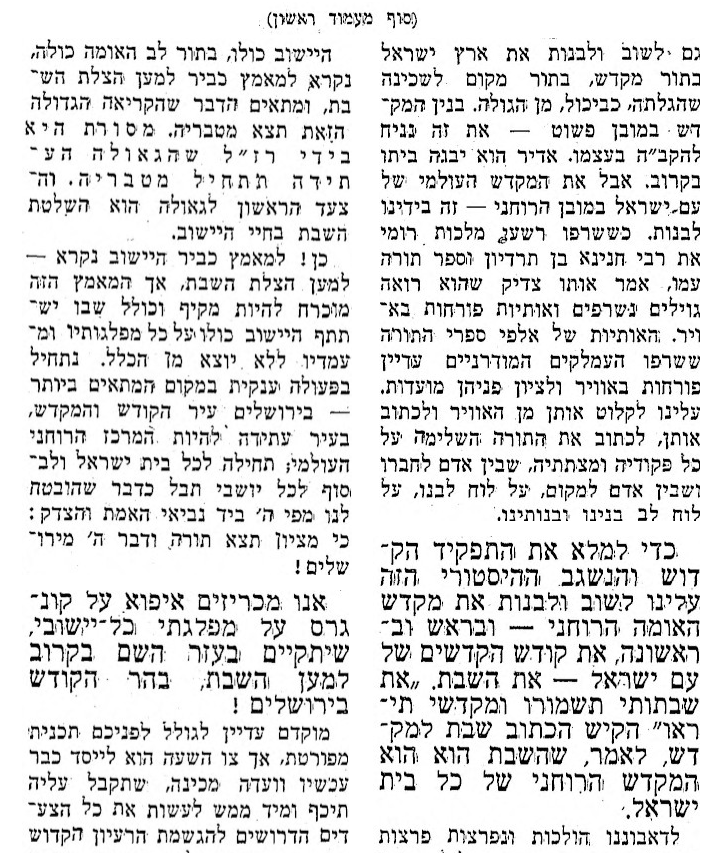 (סוף מעמוד ראשון)
גם לשוב ולבנות את ארץ ישראל
בתור מקדש, בתור מקום לשכינה
שהגלתה, כביכול, מן הגולה. בנין המק־
דש במובן פשוט — את זה נניח
להקב"ה בעצמו. אדיר הוא יבנה ביתו
בקרוב. אבל את המקדש העולמי של
עם־ישראל במובן הרוחני — זה בידינו
לבנות. כששרפו רשעי מלכות רומי
את רבי חנינא בן תרדיון וספר תורה
עמו, אמר אותו צדיק שהוא רואה
גוילים נשרפים ואותיות פורחות בא־
ויר. האותיות של אלפי ספרי התורה
ששרפו העמלקים המודרניים עדיין
פורחות באוויר ולציון פניהן מועדות.
עלינו לקלוט אותן מן האוויר ולכתוב
אותן, לכתוב את התורה השלימה על
כל פקודיה ומצתתיה, שבין אדם לחברו
ושבין אדם למקום, על לוח לבנו, על
לוח לב בנינו ובנותינו.
כדי למלא את התפקיד הק־
דוש והנשגב ההיסטורי הזה
עלינו לשוב ולבנות את מקדש
האומה הרוחני — ובראש וב־
ראשונה, את קודש הקדשים של
עם ישראל — את השבת. „את
שבתותי תשמורו ומקדשי תי־
ראו" הקיש הכתוב שבת למק־
דש, לאמר, שהשבת הוא הוא
המקדש הרוחני של כל בית
ישראל.
לדאבוננו הולכות ונפרצות פרצות
היישוב כולו, בתור לב האומה כולה,
נקרא למאמץ כביר למען הצלת הש־
בת, ומתאים הדבר שהקריאה הגדולה
הזאת תצא מטבריה. מסורת היא
בידי רז"ל שהגאולה הע־
תידה תתחיל מטבריה. וה־
צעד הראשון לגאולה הוא השלטת
השבת בחיי היישוב.
כן! למאמץ כביר היישוב נקרא —
למען הצלת השבת, אך המאמץ הזה
מוכרח להיות מקיף וכולל שבו יש־
תתף היישוב כולו על כל מפלגותיו ומ־
עמדיו ללא יוצא מן הכלל. נתחיל
בפעולה ענקית במקום המתאים ביותר
— בירושלים עיר הקודש והמקדש,
בעיר עתידה להיות המרכז הרוחני
העולמי; תחילה לכל בית ישראל ולב־
סוף לכל יושבי תבל כדבר שהובטח
לנו מפי ה' ביד נביאי האמת והצדק:
כי מציון תצא תורה ודבר ה' מירו־
שלים!
אנו מכריזים איפוא על קונ־
גרס על מפלגתי כל־יישובי,
שיתקיים בעזר השם בקרוב
למען השבת, בהר הקודש
בירושלים!
מוקדם עדיין לגולל לפניכם תכנית
מפורטת, אך צו השעה הוא לייסד כבר
עכשיו וועדה מכינה, שתקבל עליה
תיכף ומיד ממש לעשות את כל הצע־
דים הדרושים להגשמת הרעיון הקדוש